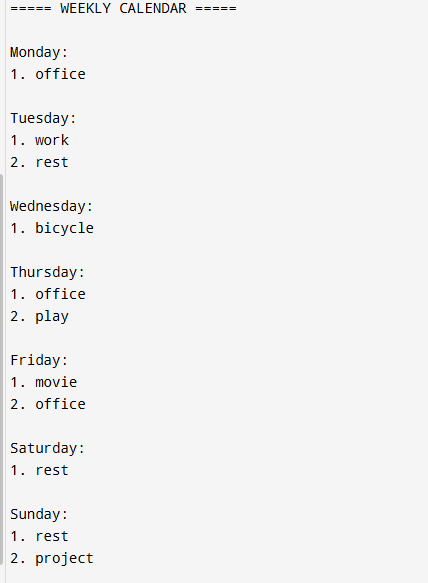 ===== WEEKLY CALENDAR =====
Monday:
1. office
Tuesday:
1. work
2. rest
Wednesday:
1. bicycle
Thursday:
1. office
2. play
Friday:
1. movie
2. office
Saturday:
1. rest
Sunday:
1. rest
2. project